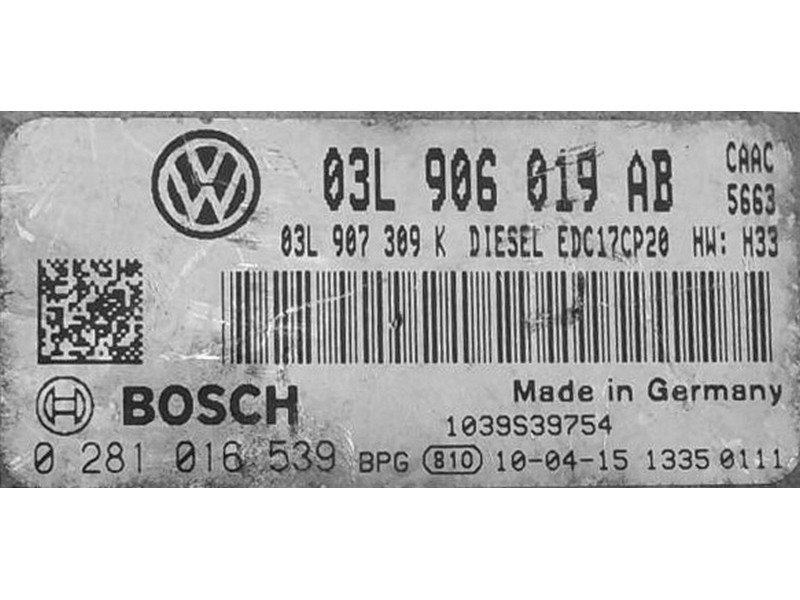 03L 906 019 AB CAAC
5663
03L 907 309 K DIESEL EDC17CP20 HW: H33
BOSCH Made in Germany
1039S39754
0 281 016 539 BPG 810 10-04-15 1335 0111